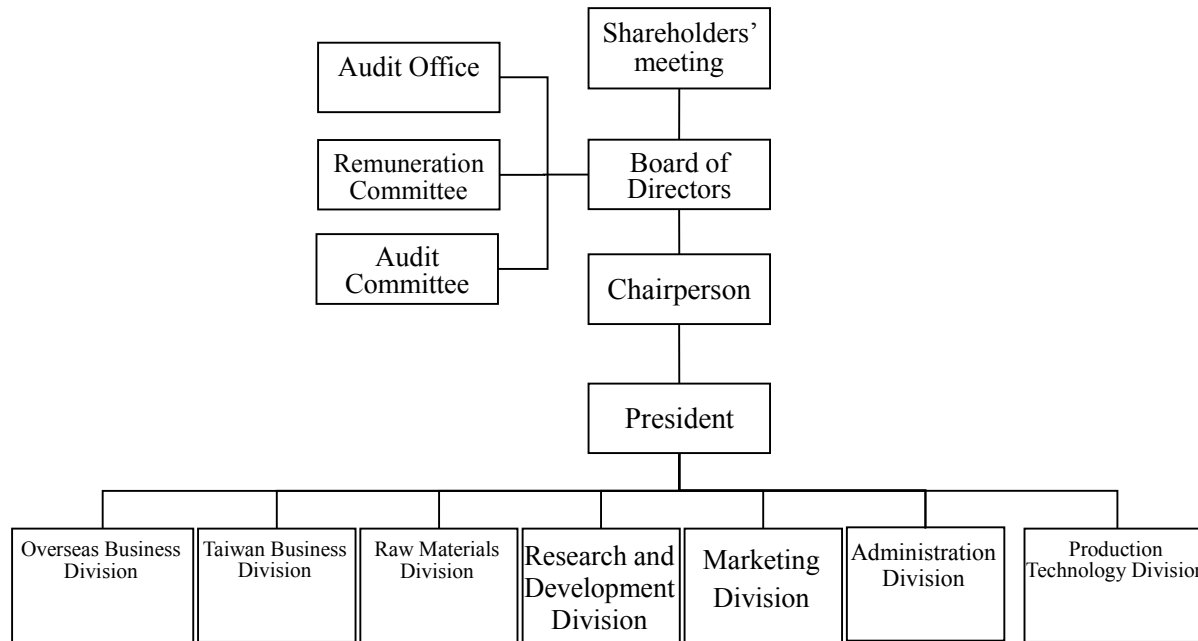 Shareholders’
meeting
Audit Office
Remuneration
Committee
Board of
Directors
Audit
Committee
Chairperson
President
Overseas Business
Division
Taiwan Business
Division
Raw Materials
Division
Research and
Development
Division
Marketing
Division
Administration
Division
Production
Technology Division